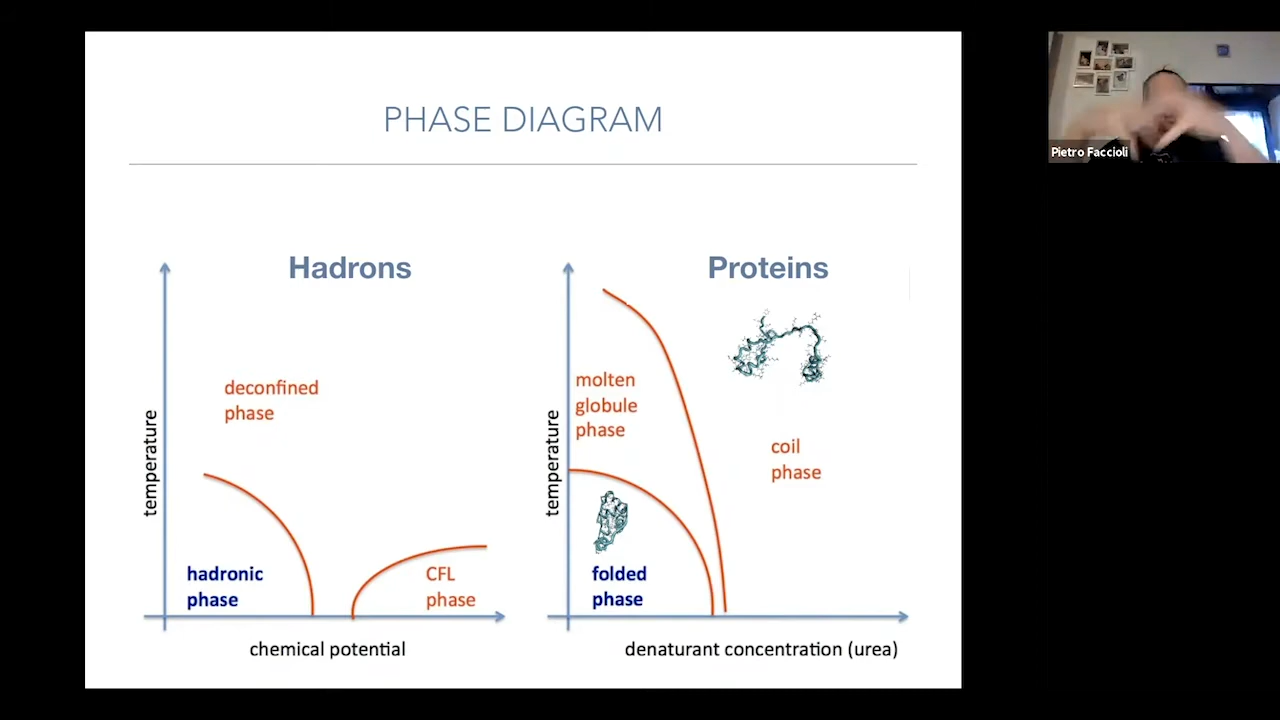 PHASE DIAGRAM
Hadrons
temperature
deconfined
phase
hadronic
phase
CFL
phase
chemical potential
Proteins
temperature
molten
globule
phase
coil
phase
folded
phase
denaturant concentration (urea)
Pietro Faccioli